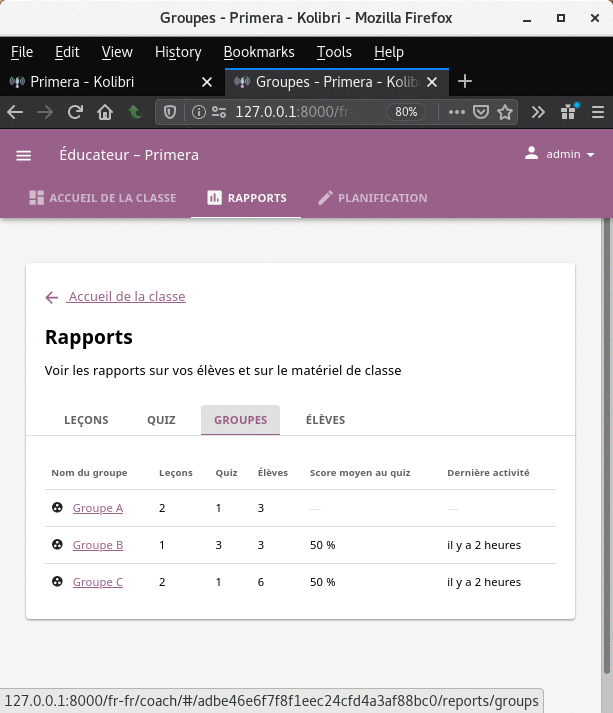 Groupes - Primera - Kolibri - Mozilla Firefox
File Edit View History Bookmarks Tools Help
Primera - Kolibri Groupes - Primera - Kolib
127.0.0.1:8000/fr- 80%
Éducateur – Primera admin
ACCUEIL DE LA CLASSE RAPPORTS PLANIFICATION
Accueil de la classe
Rapports
Voir les rapports sur vos élèves et sur le matériel de classe
LEÇONS QUIZ GROUPES ÉLÈVES
Nom du groupe Leçons Quiz Élèves Score moyen au quiz Dernière activité
Groupe A 2 1 3 — —
Groupe B 1 3 3 50 % il y a 2 heures
Groupe C 2 1 6 50 % il y a 2 heures
127.0.0.1:8000/fr-fr/coach/#/adbe46e6f7f8f1eec24cfd4a3af88bc0/reports/groups